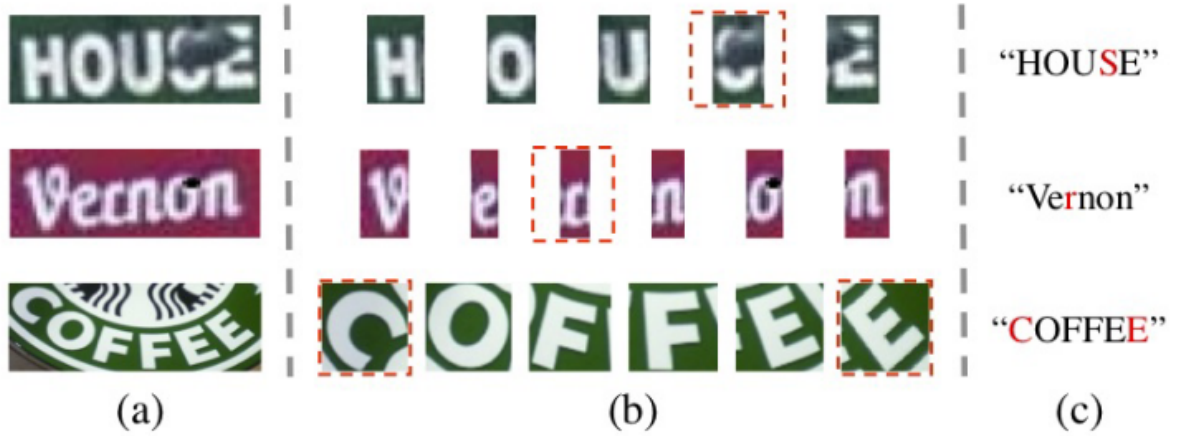 HOUSE H O U S E “HOUSE”
Vernon V e r n o n “Vernon”
COFFEE C O F F E E “COFFEE”
(a) (b) (c)